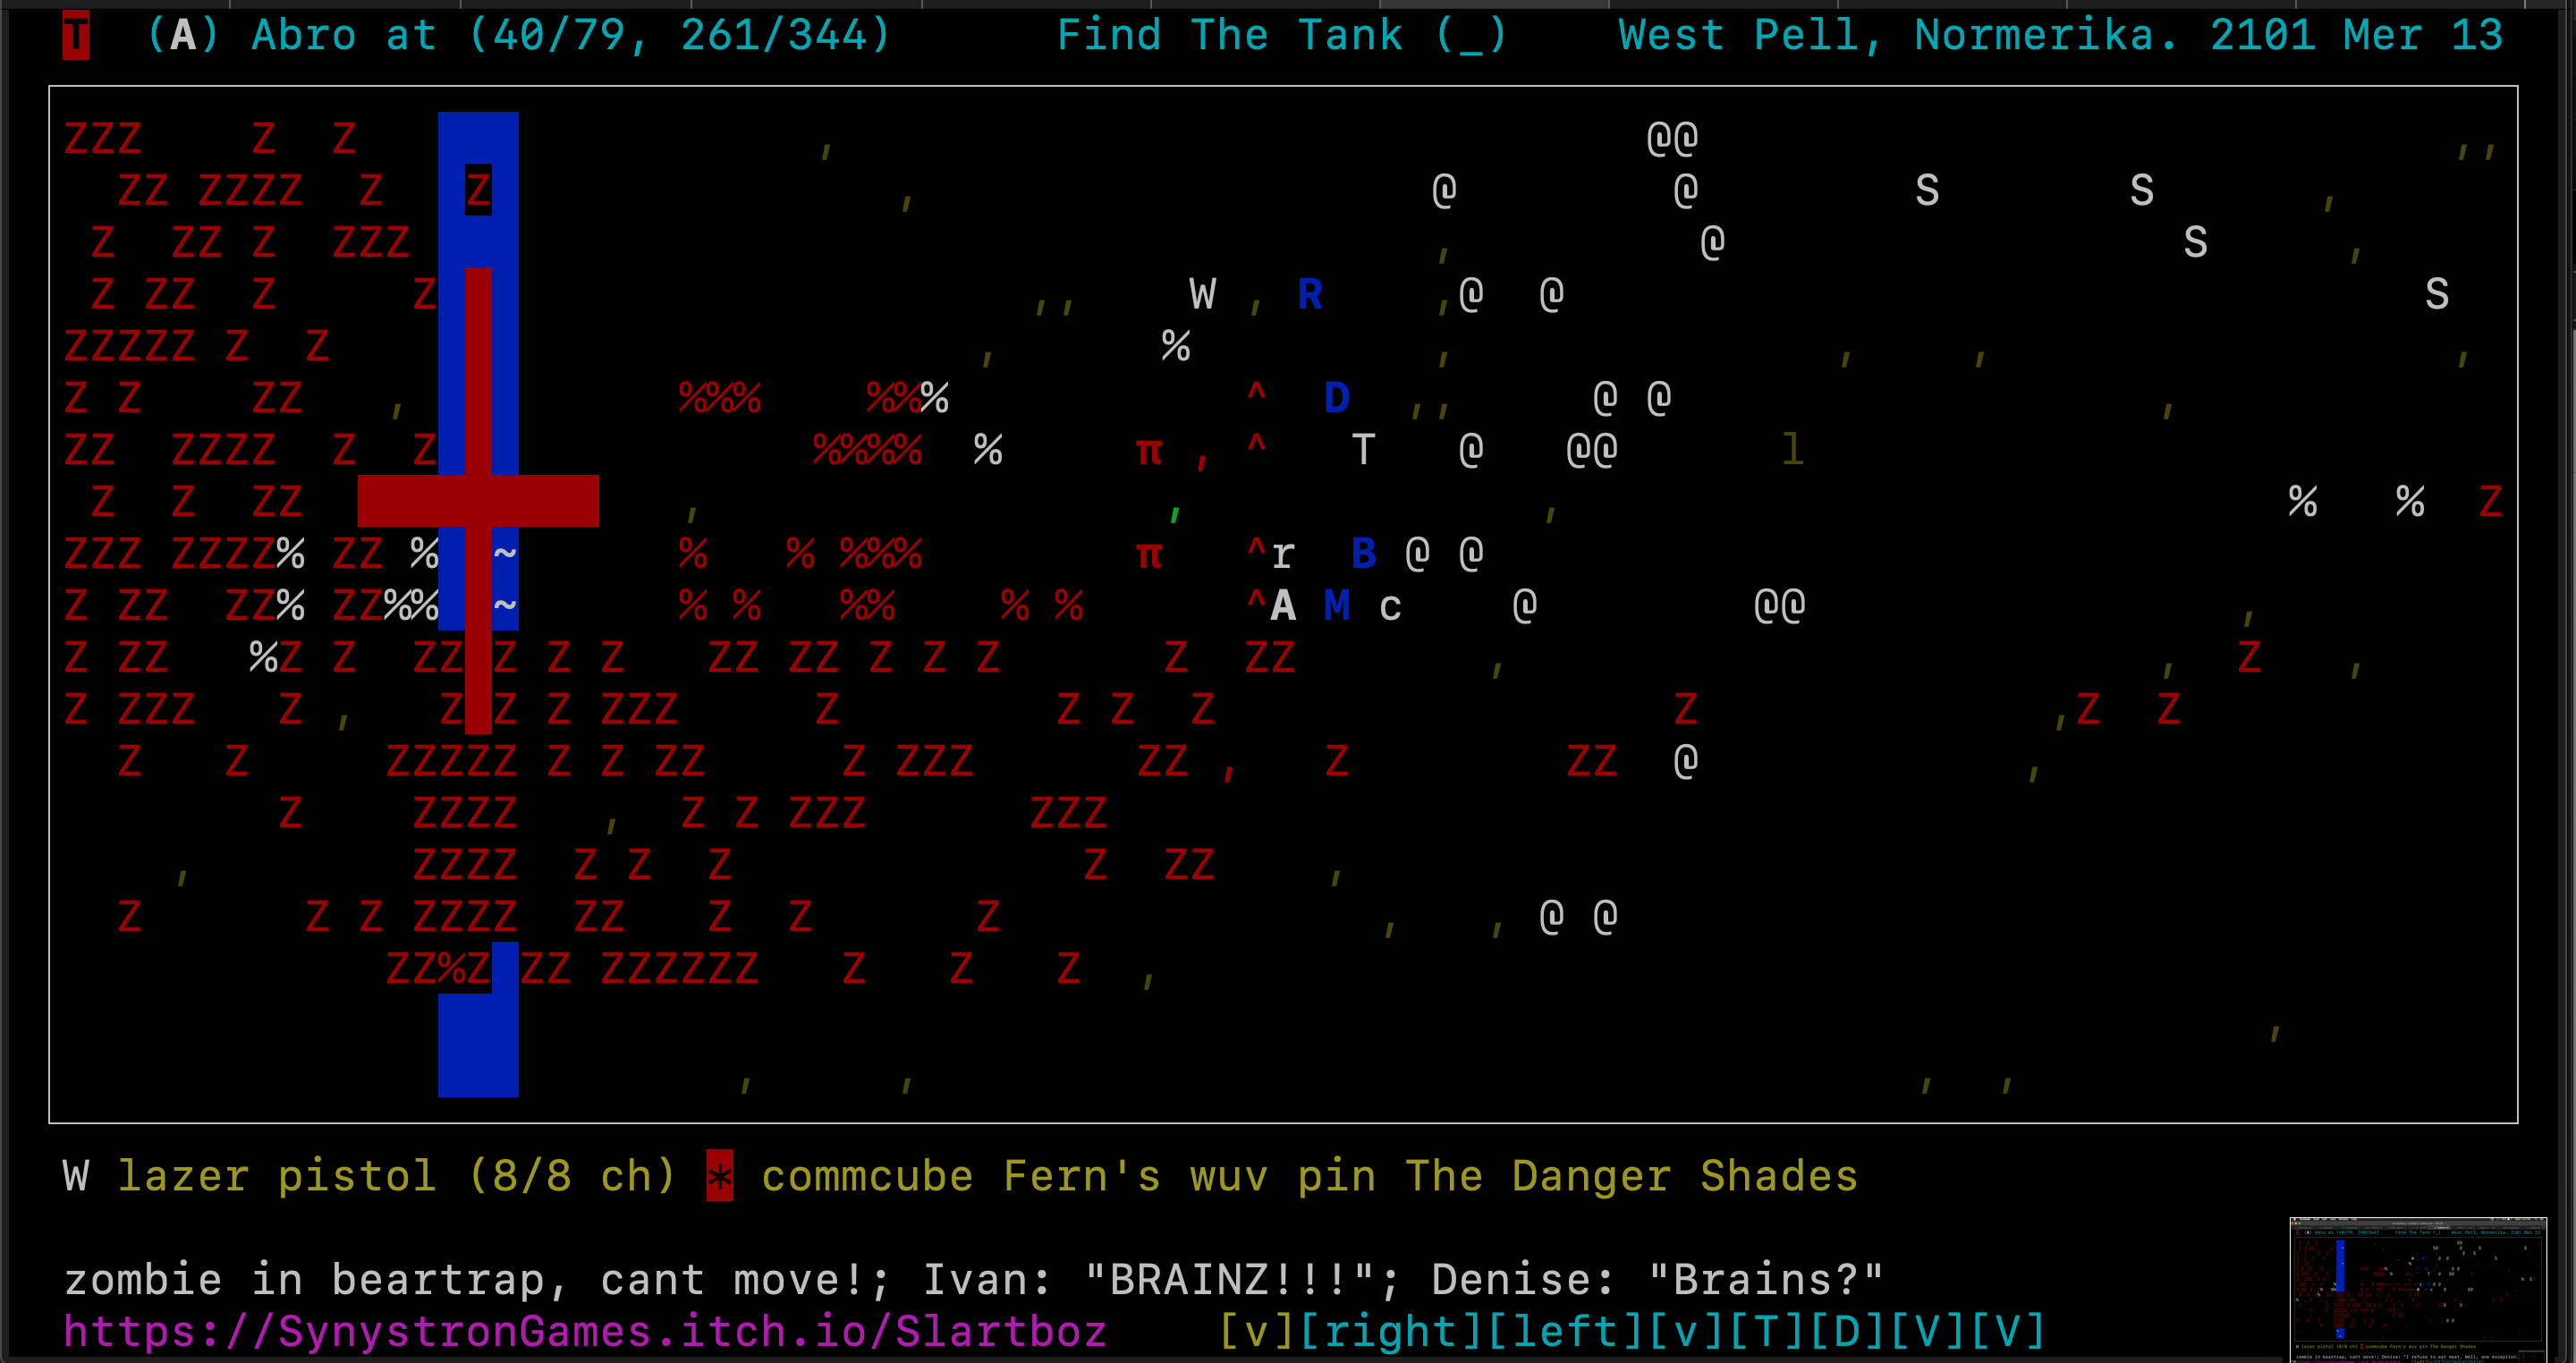 T (A) Abro at (40/79, 261/344) Find The Tank (_) West Pell, Normerika. 2101 Mer 13
ZZZ Z Z , @@ ,,
ZZ ZZZZ Z Z , @ @ S S ,
Z ZZ Z ZZZ , @ S ,
Z ZZ Z Z ,, W , R ,@ @ S
ZZZZZ Z Z , % , , , ,
Z Z ZZ , %%% %%% ^ D ,, @ @ ,
ZZ ZZZZ Z Z %%%% % π , ^ T @ @@ l
Z Z ZZ , , , % % Z
ZZZ ZZZZ% ZZ % ~ % % %%% π ^r B @ @
Z ZZ ZZ% ZZ%% ~ % % %% % % ^A M c @ @@ ,
Z ZZ %Z Z ZZ Z Z Z ZZ ZZ Z Z Z Z ZZ , , Z ,
Z ZZZ Z , Z Z Z ZZZ Z Z Z Z Z ,Z Z
Z Z ZZZZZ Z Z ZZ Z ZZZ ZZ , Z ZZ @ ,
Z ZZZZ , Z Z ZZZ ZZZ
, ZZZZ Z Z Z Z ZZ ,
Z Z Z ZZZZ ZZ Z Z Z , , @ @
ZZ%Z ZZ ZZZZZZ Z Z Z ,
,
, , , ,
W lazer pistol (8/8 ch) * commcube Fern's wuv pin The Danger Shades
zombie in beartrap, cant move!; Ivan: "BRAINZ!!!"; Denise: "Brains?"
https://SynystronGames.itch.io/Slartboz [v][right][left][v][T][D][V][V]